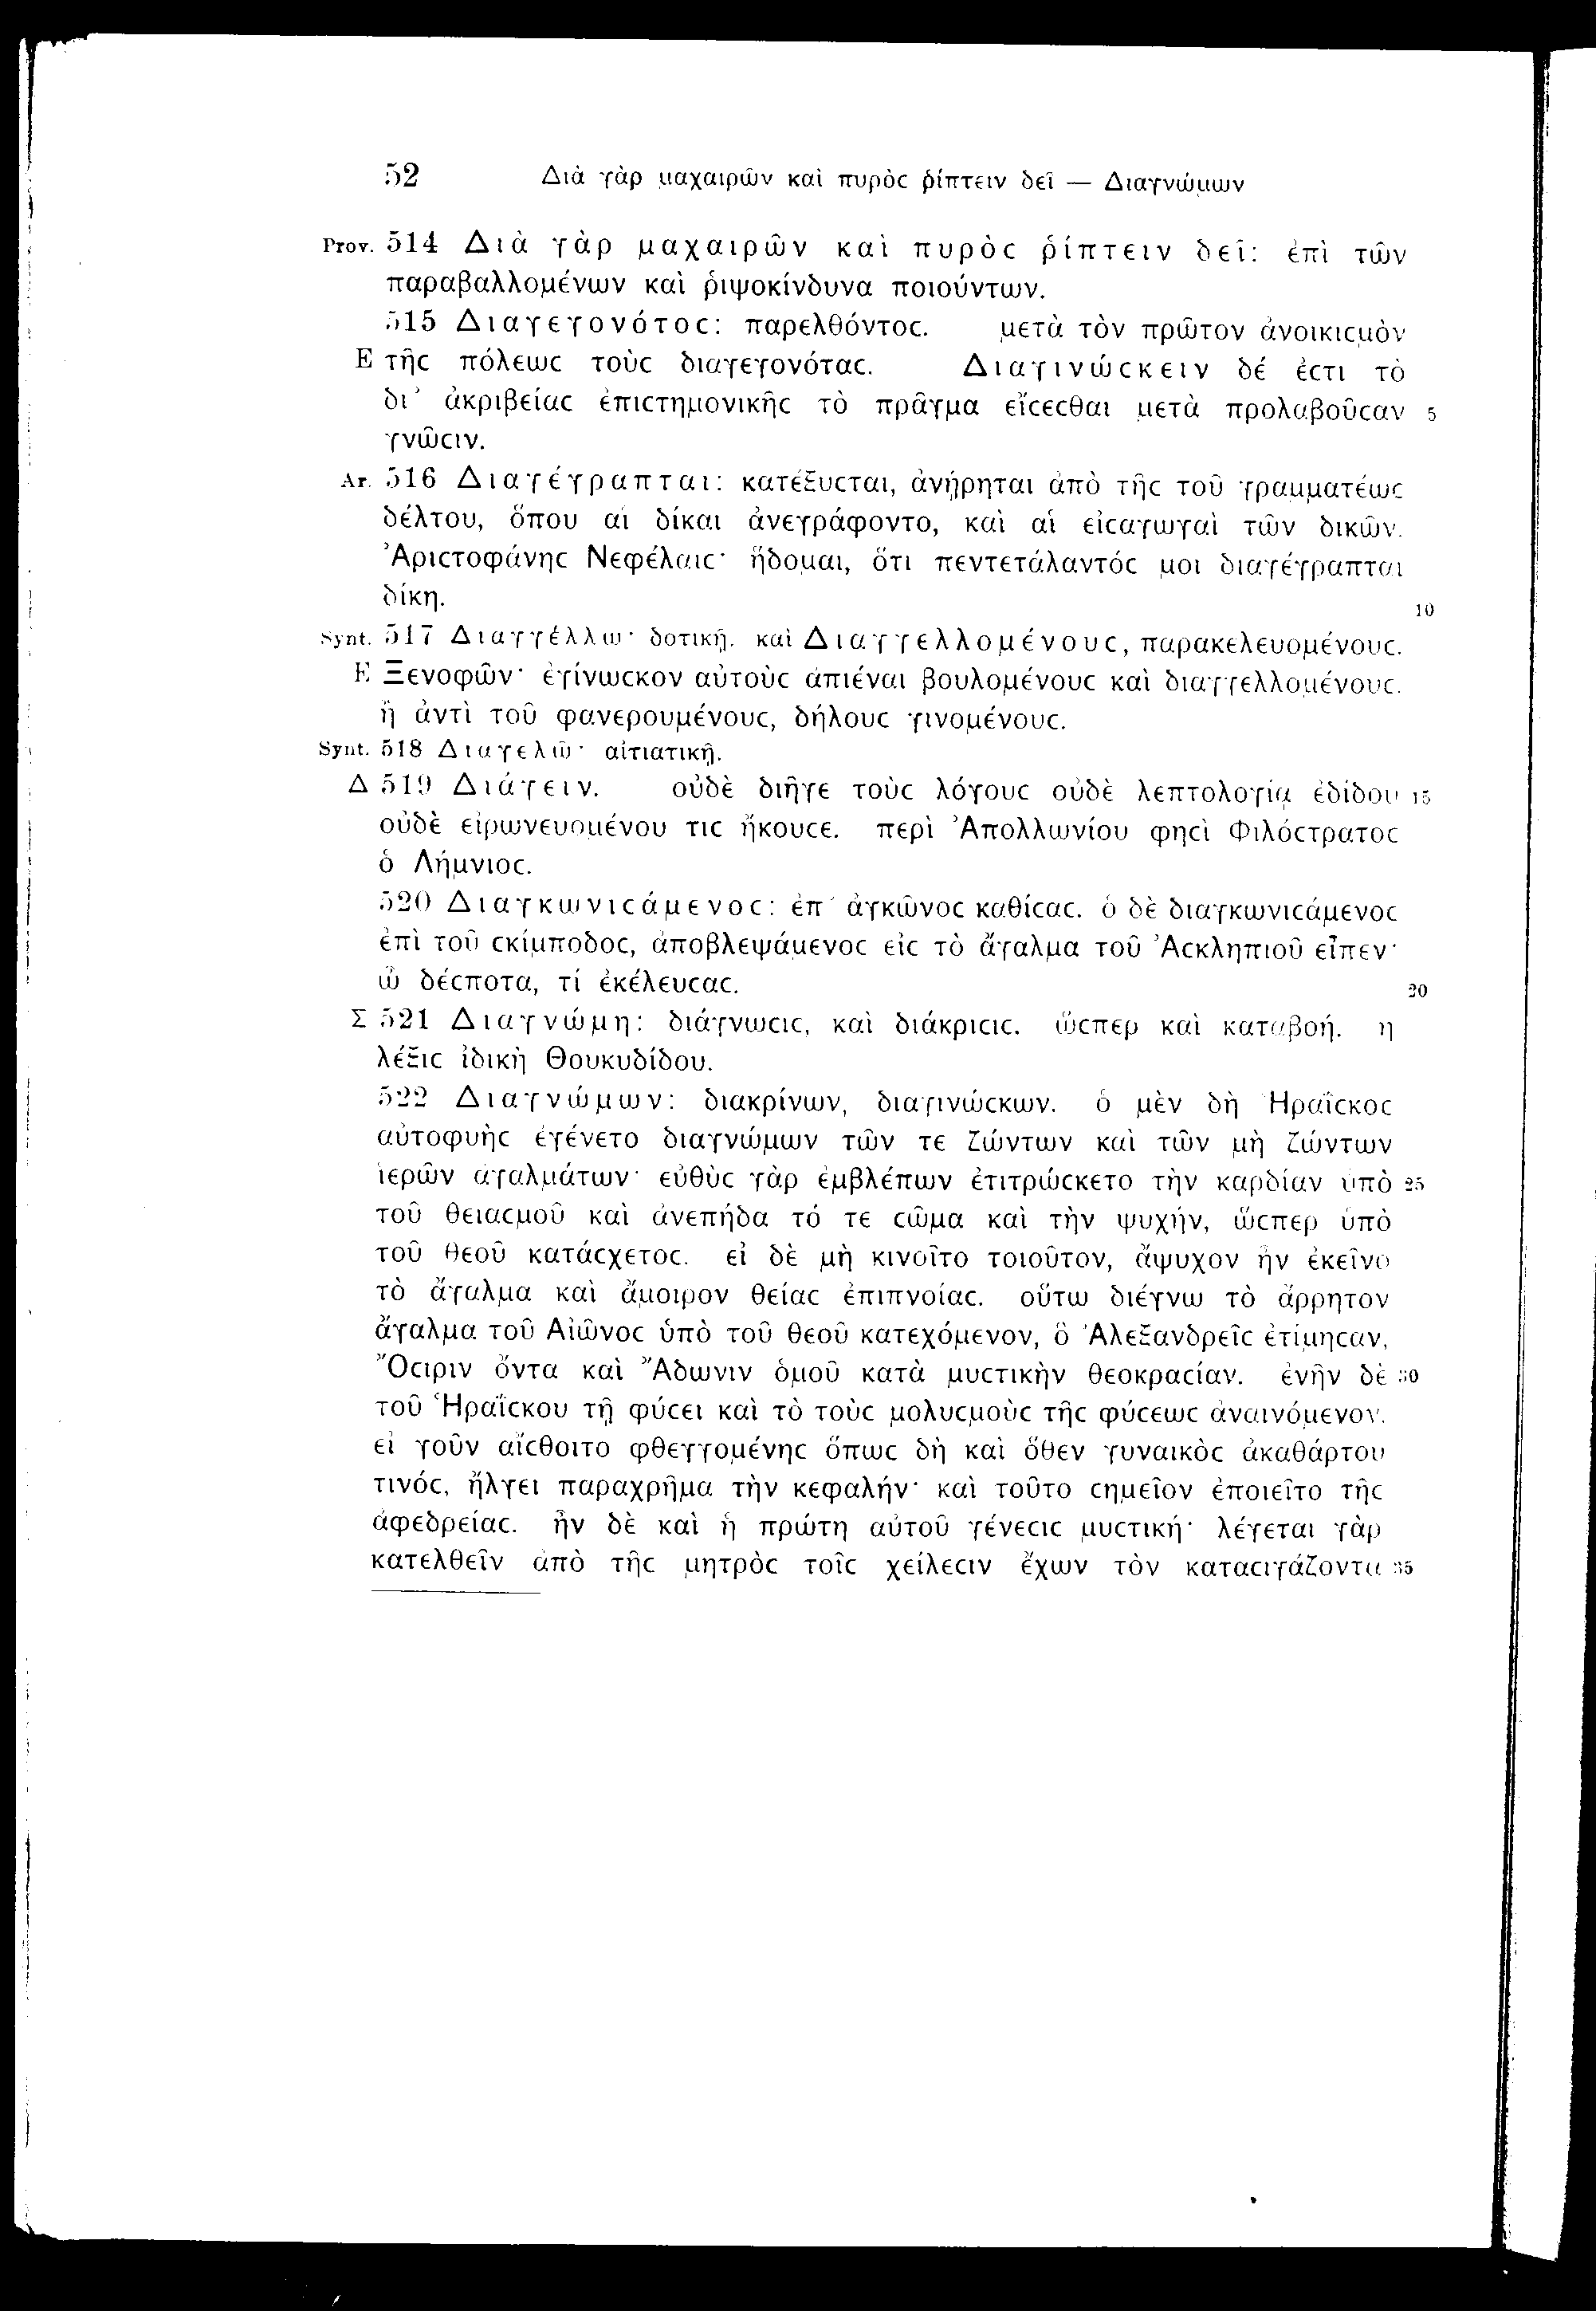 52 Διὰ γὰρ μαχαιρῶν καὶ πυρὸϲ ῥίπτειν δεῖ — Διαγνώμων
Prov. 514 Διὰ γὰρ μαχαιρῶν καὶ πυρὸϲ ῥίπτειν δεῖ: ἐπὶ τῶν
παραβαλλομένων καὶ ῥιψοκίνδυνα ποιούντων.
515 Διαγεγονότοϲ: παρελθόντοϲ. μετὰ τὸν πρῶτον ἀνοικιϲμὸν
E τῆϲ πόλεωϲ τοὺϲ διαγεγονόταϲ. Διαγινώϲκειν δέ ἐϲτι τὸ
δι’ ἀκριβείαϲ ἐπιϲτημονικῆϲ τὸ πρᾶγμα εἴϲεϲθαι μετὰ προλαβοῦϲαν 5
γνῶϲιν.
Ar. 516 Διαγέγραπται: κατέξυϲται, ἀνῄρηται ἀπὸ τῆϲ τοῦ γραμματέωϲ
δέλτου, ὅπου αἱ δίκαι ἀνεγράφοντο, καὶ αἱ εἰϲαγωγαὶ τῶν δικῶν.
Ἀριϲτοφάνηϲ Νεφέλαιϲ· ἥδομαι, ὅτι πεντετάλαντόϲ μοι διαγέγραπται
δίκη. 10
Synt. 517 Διαγγέλλω· δοτικῇ. καὶ Διαγγελλομένουϲ, παρακελευομένουϲ.
E Ξενοφῶν· ἐγίνωϲκον αὐτοὺϲ ἀπιέναι βουλομένουϲ καὶ διαγγελλομένουϲ.
ἢ ἀντὶ τοῦ φανερουμένουϲ, δήλουϲ γινομένουϲ.
Synt. 518 Διαγελῶ· αἰτιατικῇ.
Δ 519 Διάγειν. οὐδὲ διῆγε τοὺϲ λόγουϲ οὐδὲ λεπτολογίᾳ ἐδίδου 15
οὐδὲ εἰρωνευομένου τιϲ ἤκουϲε. περὶ Ἀπολλωνίου φηϲὶ Φιλόϲτρατοϲ
ὁ Λήμνιοϲ.
520 Διαγκωνιϲάμενοϲ: ἐπ’ ἀγκῶνοϲ καθίϲαϲ. ὁ δὲ διαγκωνιϲάμενοϲ
ἐπὶ τοῦ ϲκίμποδοϲ, ἀποβλεψάμενοϲ εἰϲ τὸ ἄγαλμα τοῦ Ἀϲκληπιοῦ εἶπεν·
ὦ δέϲποτα, τί ἐκέλευϲαϲ. 20
Σ 521 Διαγνώμη: διάγνωϲιϲ, καὶ διάκριϲιϲ. ὥϲπερ καὶ καταβοή. ἡ
λέξιϲ ἰδικὴ Θουκυδίδου.
522 Διαγνώμων: διακρίνων, διαγινώϲκων. ὁ μὲν δὴ Ἡραΐϲκοϲ
αὐτοφυὴϲ ἐγένετο διαγνώμων τῶν τε ζώντων καὶ τῶν μὴ ζώντων
ἱερῶν ἀγαλμάτων· εὐθὺϲ γὰρ ἐμβλέπων ἐτιτρώϲκετο τὴν καρδίαν ὑπὸ 25
τοῦ θειαϲμοῦ καὶ ἀνεπήδα τό τε ϲῶμα καὶ τὴν ψυχήν, ὥϲπερ ὑπὸ
τοῦ θεοῦ κατάϲχετοϲ. εἰ δὲ μὴ κινοῖτο τοιοῦτον, ἄψυχον ἦν ἐκεῖνο
τὸ ἄγαλμα καὶ ἄμοιρον θείαϲ ἐπιπνοίαϲ. οὕτω διέγνω τὸ ἄρρητον
ἄγαλμα τοῦ Αἰῶνοϲ ὑπὸ τοῦ θεοῦ κατεχόμενον, ὃ Ἀλεξανδρεῖϲ ἐτίμηϲαν,
Ὄϲιριν ὄντα καὶ Ἄδωνιν ὁμοῦ κατὰ μυϲτικὴν θεοκραϲίαν. ἐνῆν δὲ 30
τοῦ Ἡραΐϲκου τῇ φύϲει καὶ τὸ τοὺϲ μολυϲμοὺϲ τῆϲ φύϲεωϲ ἀναινόμενον.
εἰ γοῦν αἴϲθοιτο φθεγγομένηϲ ὅπωϲ δὴ καὶ ὅθεν γυναικὸϲ ἀκαθάρτου
τινόϲ, ἤλγει παραχρῆμα τὴν κεφαλήν· καὶ τοῦτο ϲημεῖον ἐποιεῖτο τῆϲ
ἀφεδρείαϲ. ἦν δὲ καὶ ἡ πρώτη αὐτοῦ γένεϲιϲ μυϲτική· λέγεται γὰρ
κατελθεῖν ἀπὸ τῆϲ μητρὸϲ τοῖϲ χείλεϲιν ἔχων τὸν καταϲιγάζοντα 35